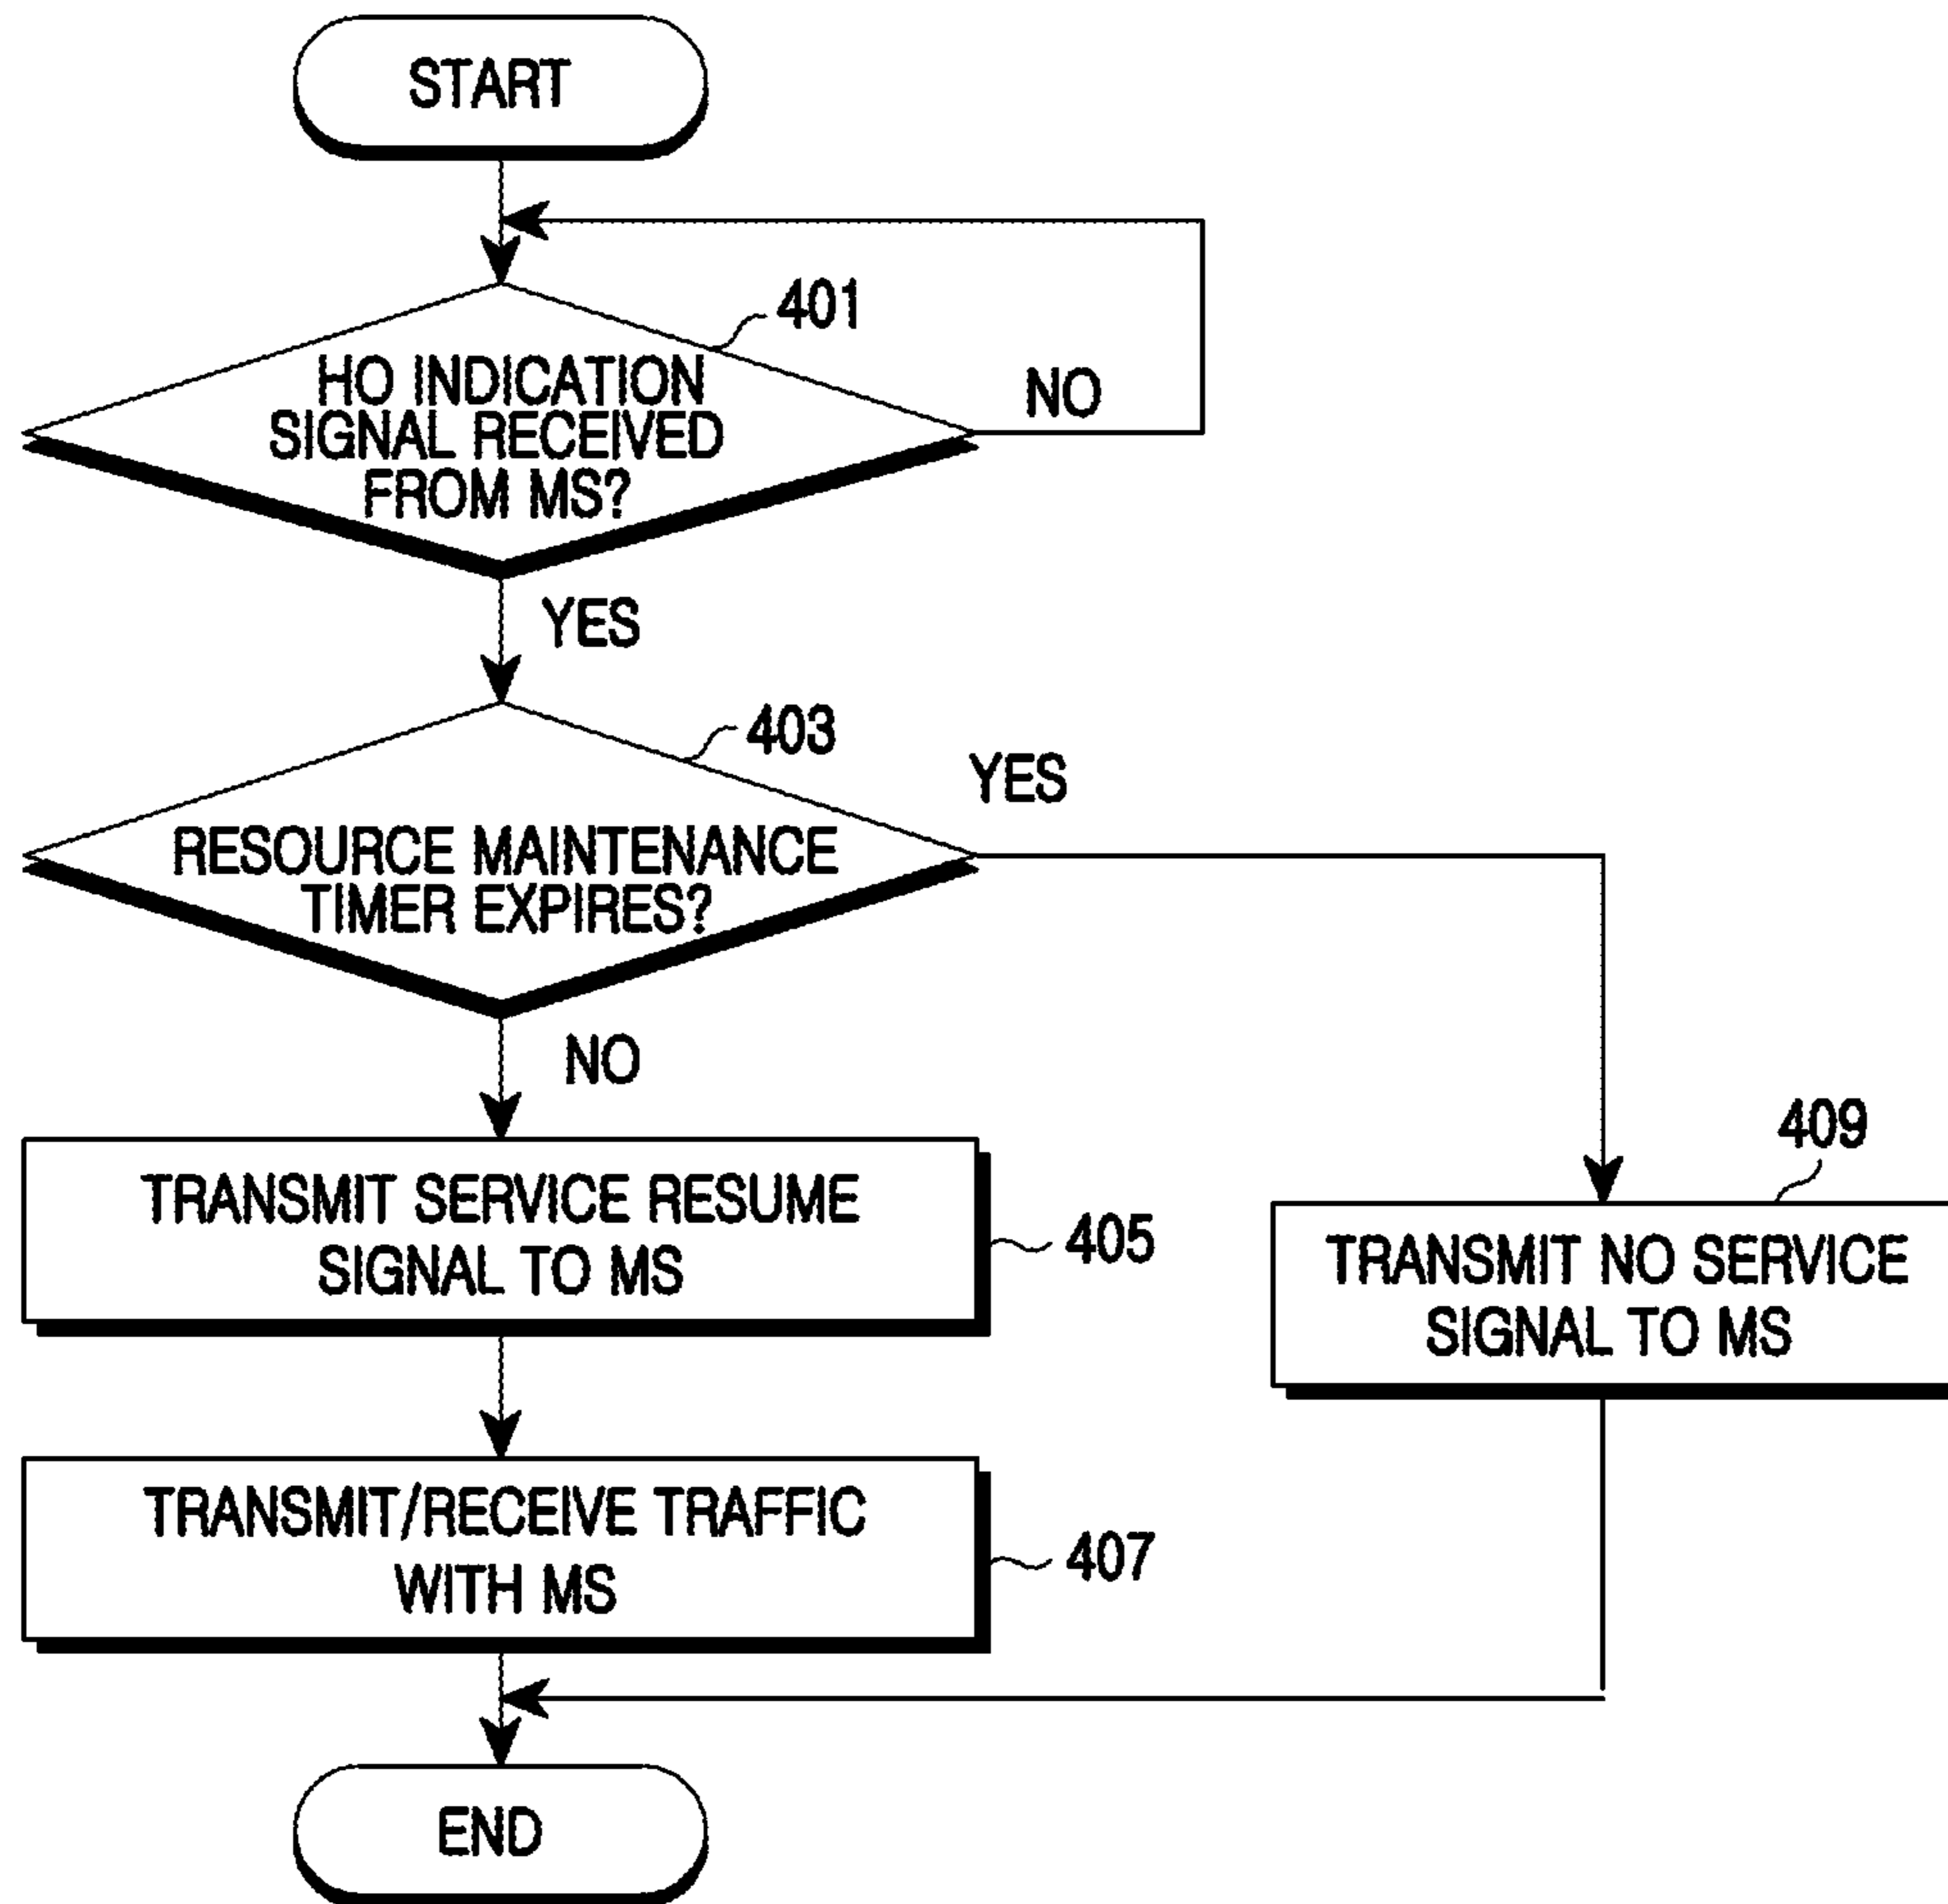 START
401
HO INDICATION
SIGNAL RECEIVED
FROM MS?
NO
YES
403
RESOURCE MAINTENANCE
TIMER EXPIRES?
YES
NO
TRANSMIT SERVICE RESUME
SIGNAL TO MS
405
409
TRANSMIT NO SERVICE
SIGNAL TO MS
TRANSMIT/RECEIVE TRAFFIC
WITH MS
407
END